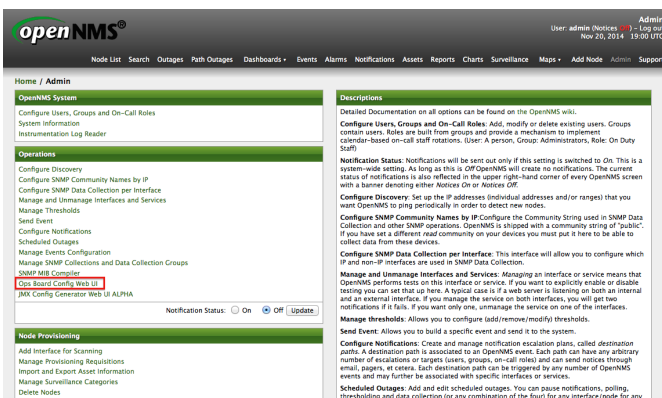 openNMS®
Admin
User: admin (Notices Off) – Log out
Nov 20, 2014 19:00 UTC
Node List Search Outages Path Outages Dashboards Events Alarms Notifications Assets Reports Charts Surveillance Maps Add Node Admin Support
Home / Admin
OpenNMS System
Configure Users, Groups and On-Call Roles
System Information
Instrumentation Log Reader
Operations
Configure Discovery
Configure SNMP Community Names by IP
Configure SNMP Data Collection per Interface
Manage and Unmanage Interfaces and Services
Manage Thresholds
Send Event
Configure Notifications
Scheduled Outages
Manage Events Configuration
Manage SNMP Collections and Data Collection Groups
SNMP MIB Compiler
Ops Board Config Web UI
JMX Config Generator Web UI ALPHA
Notification Status: On Off Update
Node Provisioning
Add Interface for Scanning
Manage Provisioning Requisitions
Import and Export Asset Information
Manage Surveillance Categories
Delete Nodes
Descriptions
Detailed Documentation on all options can be found on the OpenNMS wiki.
Configure Users, Groups and On-Call Roles: Add, modify or delete existing users. Groups
contain users. Roles are built from groups and provide a mechanism to implement
calendar-based on-call staff rotations. (User: A person, Group: Administrators, Role: On Duty
Staff)
Notification Status: Notifications will be sent out only if this setting is switched to On. This is a
system-wide setting. As long as this is Off OpenNMS will create no notifications. The current
status of notifications is also reflected in the upper right-hand corner of every OpenNMS screen
with a banner denoting either Notices On or Notices Off.
Configure Discovery: Set up the IP addresses (individual addresses and/or ranges) that you
want OpenNMS to ping periodically in order to detect new nodes.
Configure SNMP Community Names by IP:Configure the Community String used in SNMP Data
Collection and other SNMP operations. OpenNMS is shipped with a community string of "public".
If you have set a different read community on your devices you must put it here to be able to
collect data from these devices.
Configure SNMP Data Collection per Interface: This interface will allow you to configure which
IP and non-IP interfaces are used in SNMP Data Collection.
Manage and Unmanage Interfaces and Services: Managing an interface or service means that
OpenNMS performs tests on this interface or service. If you want to explicitly enable or disable
testing you can set that up here. A typical case is if a web server is listening on both an internal
and an external interface. If you manage the service on both interfaces, you will get two
notifications if it fails. If you want only one, unmanage the service on one of the interfaces.
Manage thresholds: Allows you to configure (add/remove/modify) thresholds.
Send Event: Allows you to build a specific event and send it to the system.
Configure Notifications: Create and manage notification escalation plans, called destination
paths. A destination path is associated to an OpenNMS event. Each path can have any arbitrary
number of escalations or targets (users, groups, on-call roles) and can send notices through
email, pagers, et cetera. Each destination path can be triggered by any number of OpenNMS
events and may further be associated with specific interfaces or services.
Scheduled Outages: Add and edit scheduled outages. You can pause notifications, polling,
thresholding and data collection (or any combination of the four) for any interface/node for any